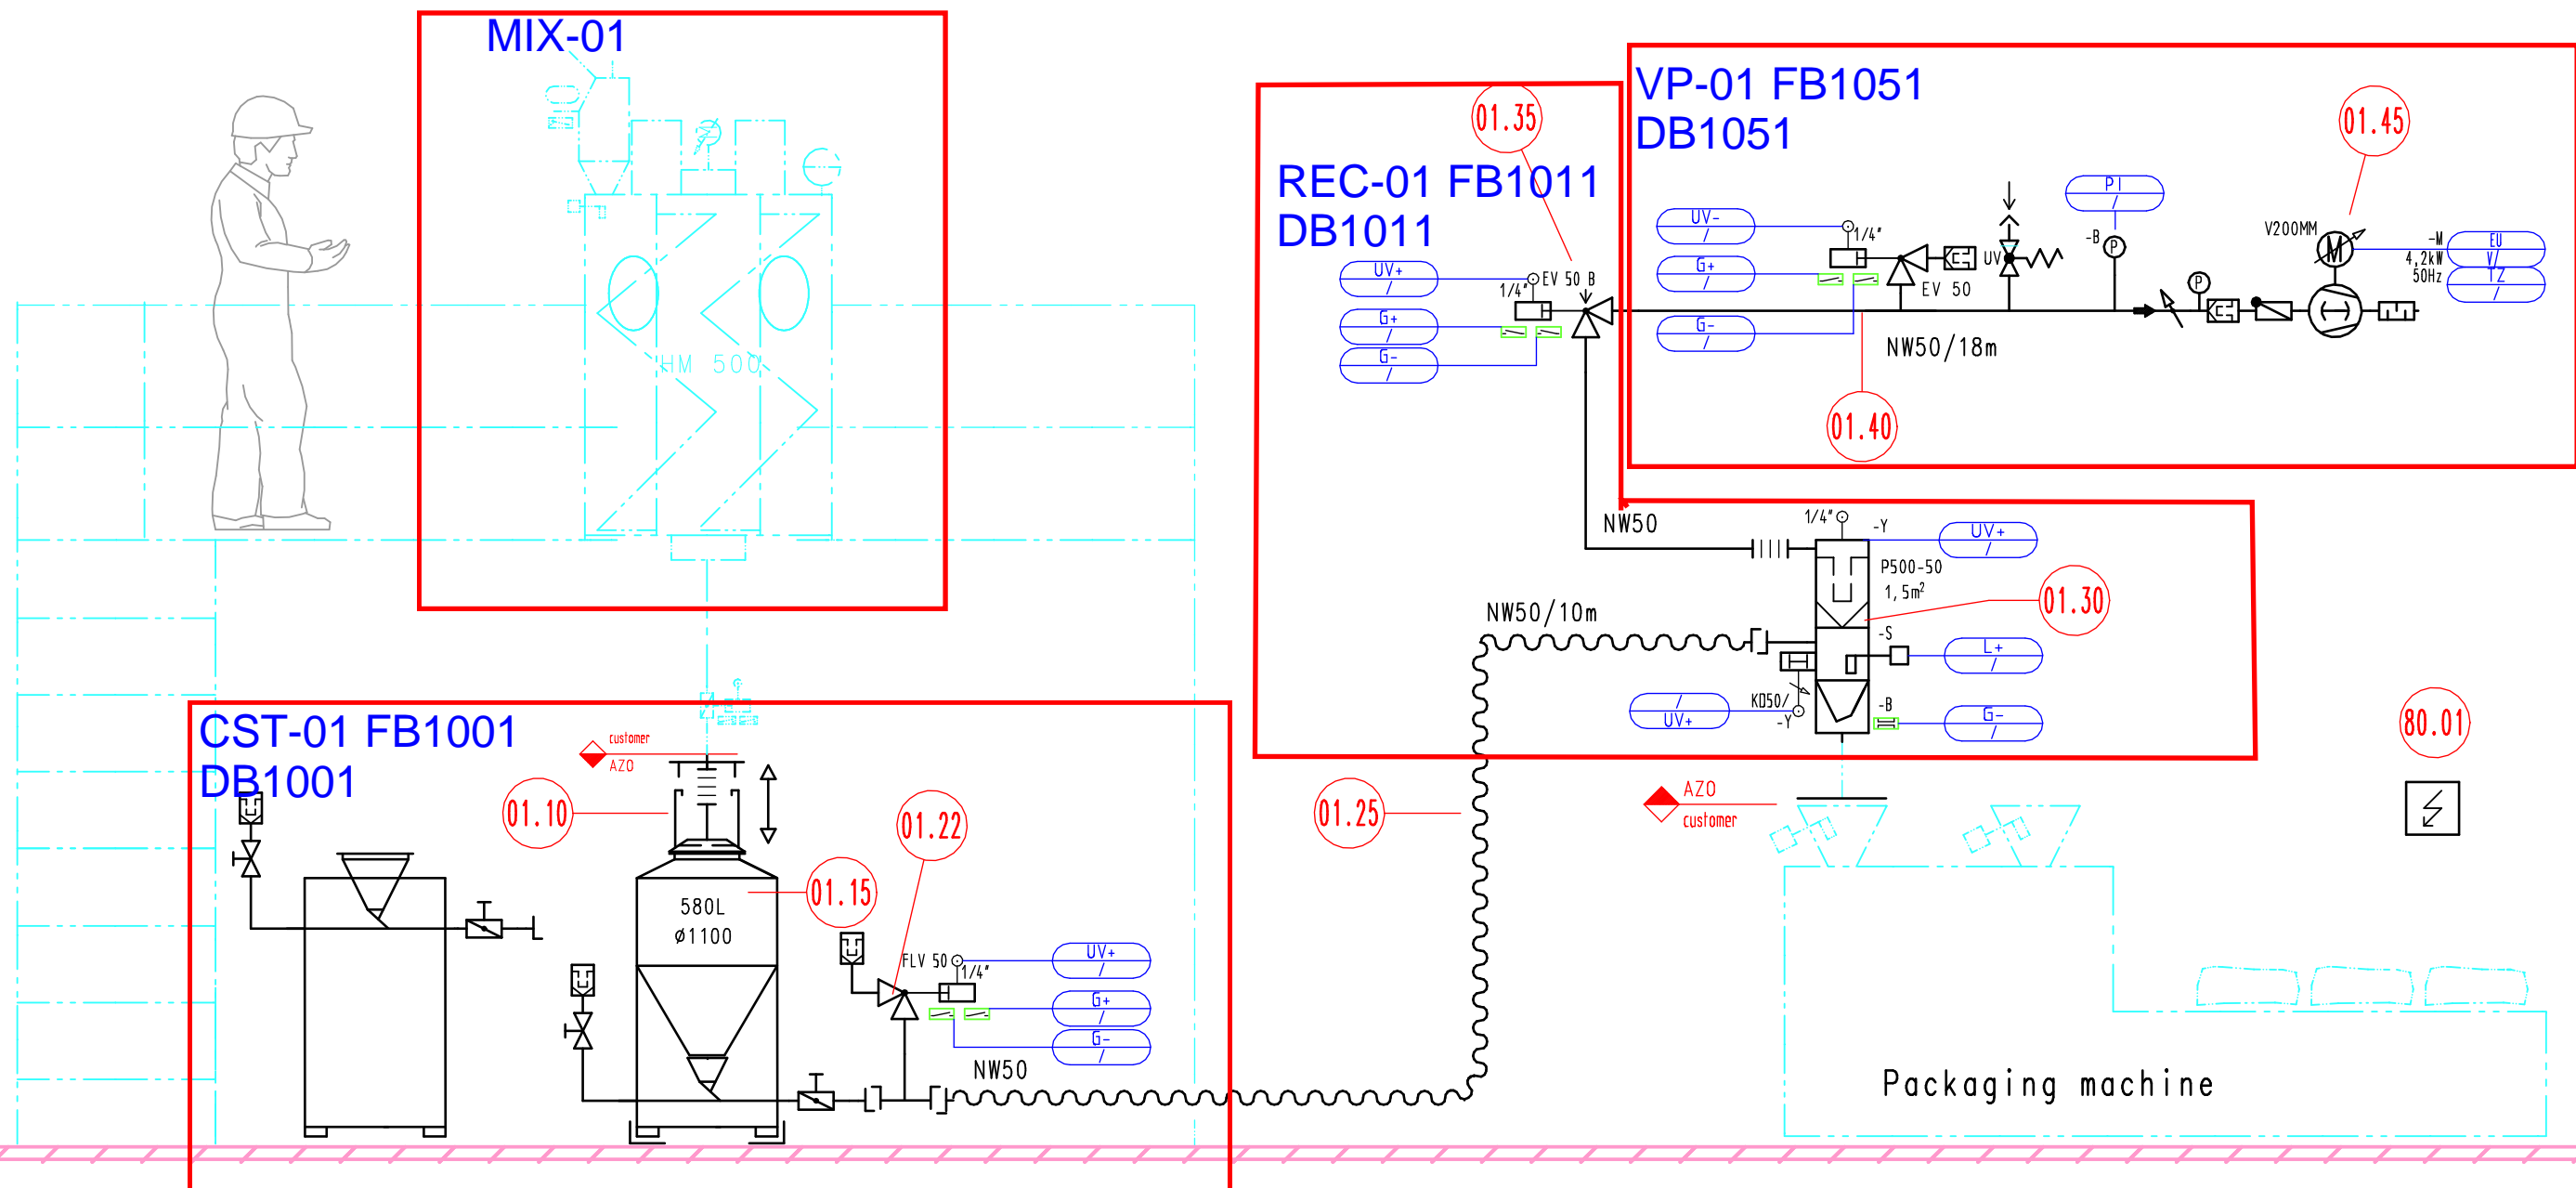 MIX-01
HM 500
REC-01 FB1011
DB1011
01.35
UV+
/
G+
/
G-
/
1/4"
EV 50 B
VP-01 FB1051
DB1051
01.45
UV-
/
G+
/
G-
/
1/4"
EV 50
UV
PI
/
-B
P
P
V200MM
M
-M
4,2kW
50Hz
EU
V/
TZ
/
NW50/18m
01.40
NW50
1/4"
-Y
UV+
/
P500-50
1,5m²
01.30
NW50/10m
-S
L+
/
KD50/
-Y
/
UV+
-B
G-
/
80.01
CST-01 FB1001
DB1001
customer
AZO
01.10
01.22
01.15
580L
ø1100
FLV 50
1/4"
UV+
/
G+
/
G-
/
NW50
01.25
AZO
customer
Packaging machine